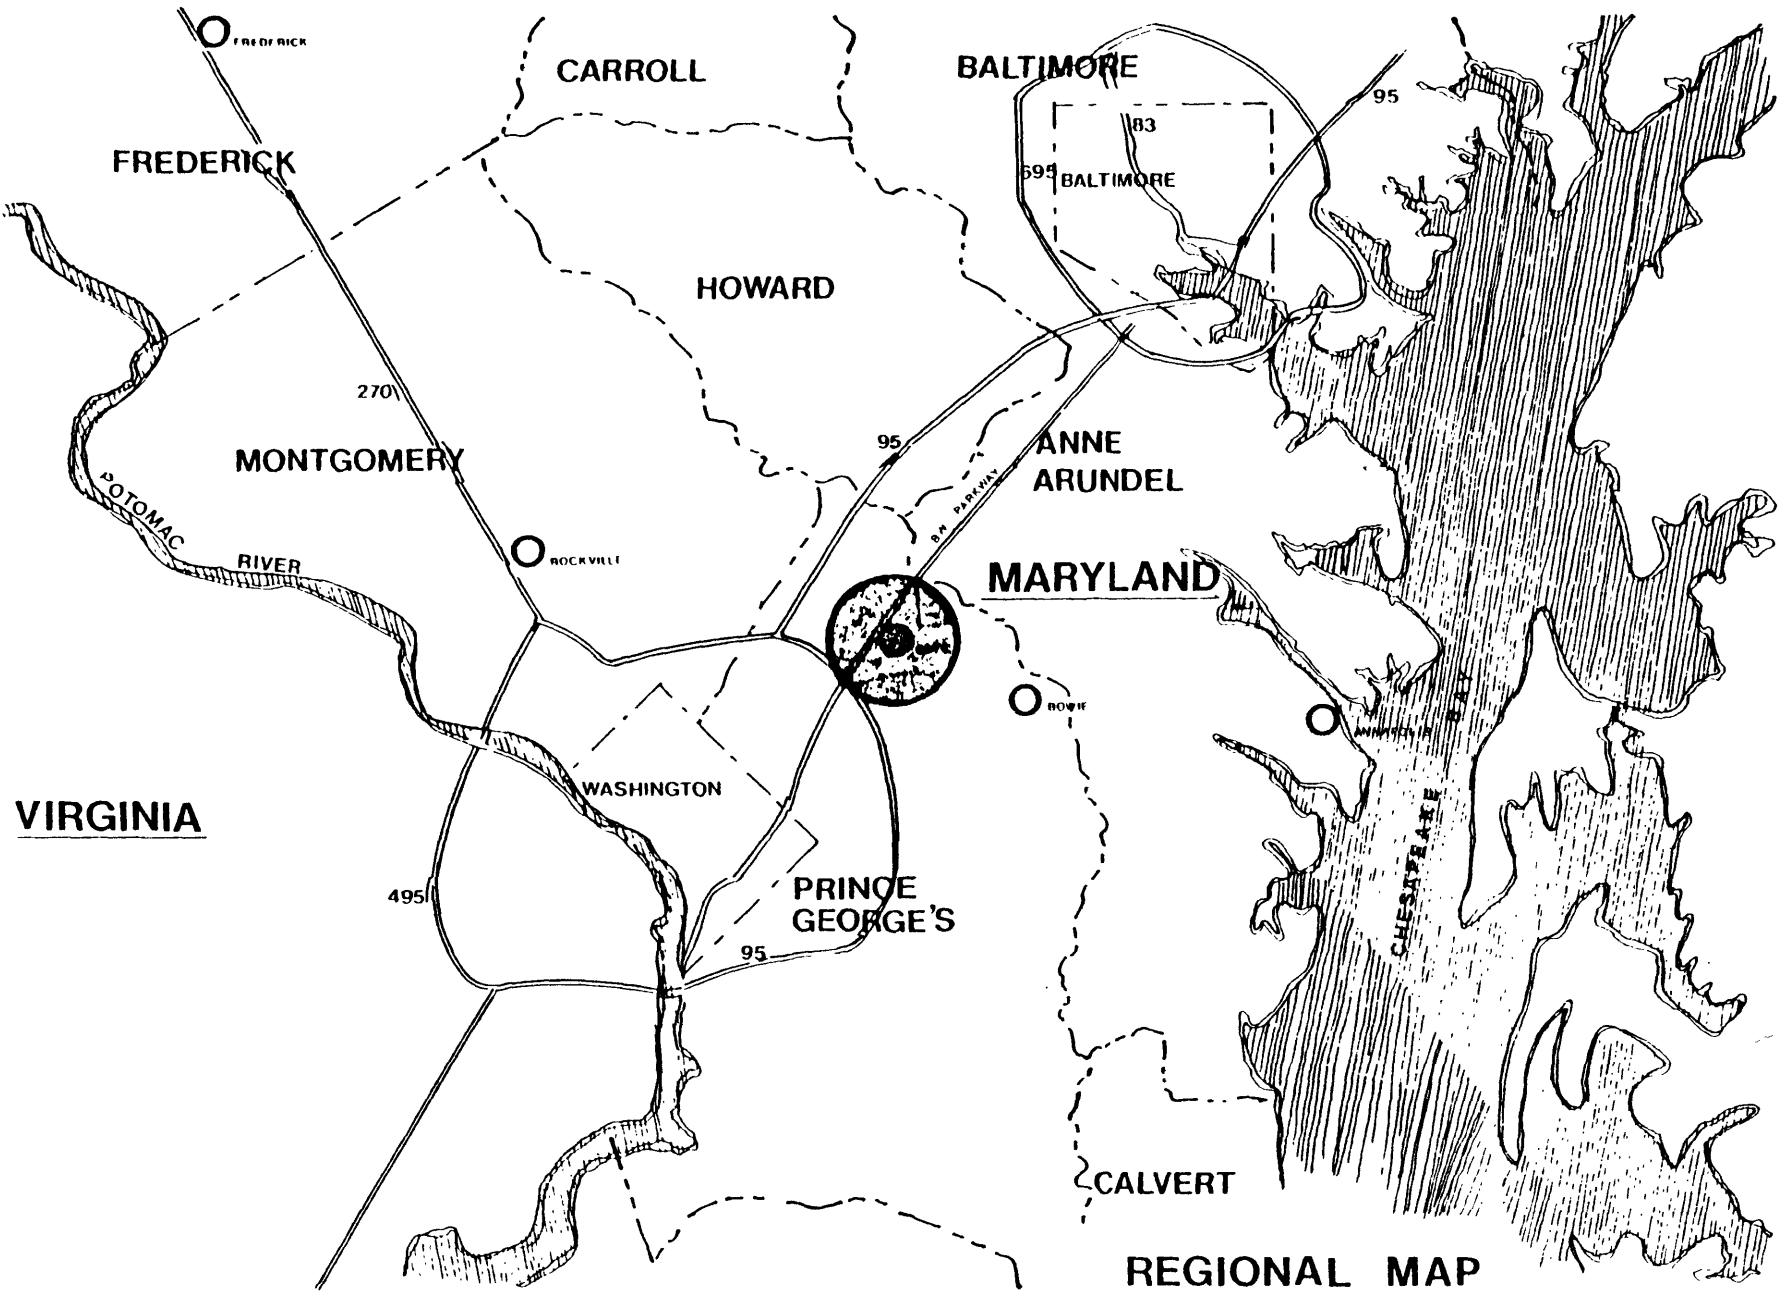 FREDERICK
CARROLL
BALTIMORE
95
83
FREDERICK
695
BALTIMORE
HOWARD
270
95
ANNE
ARUNDEL
MONTGOMERY
POTOMAC
RIVER
B.W. PARKWAY
ROCKVILLE
MARYLAND
BOWIE
ANNAPOLIS
WASHINGTON
VIRGINIA
CHESAPEAKE BAY
495
PRINCE
GEORGE'S
95
CALVERT
REGIONAL MAP